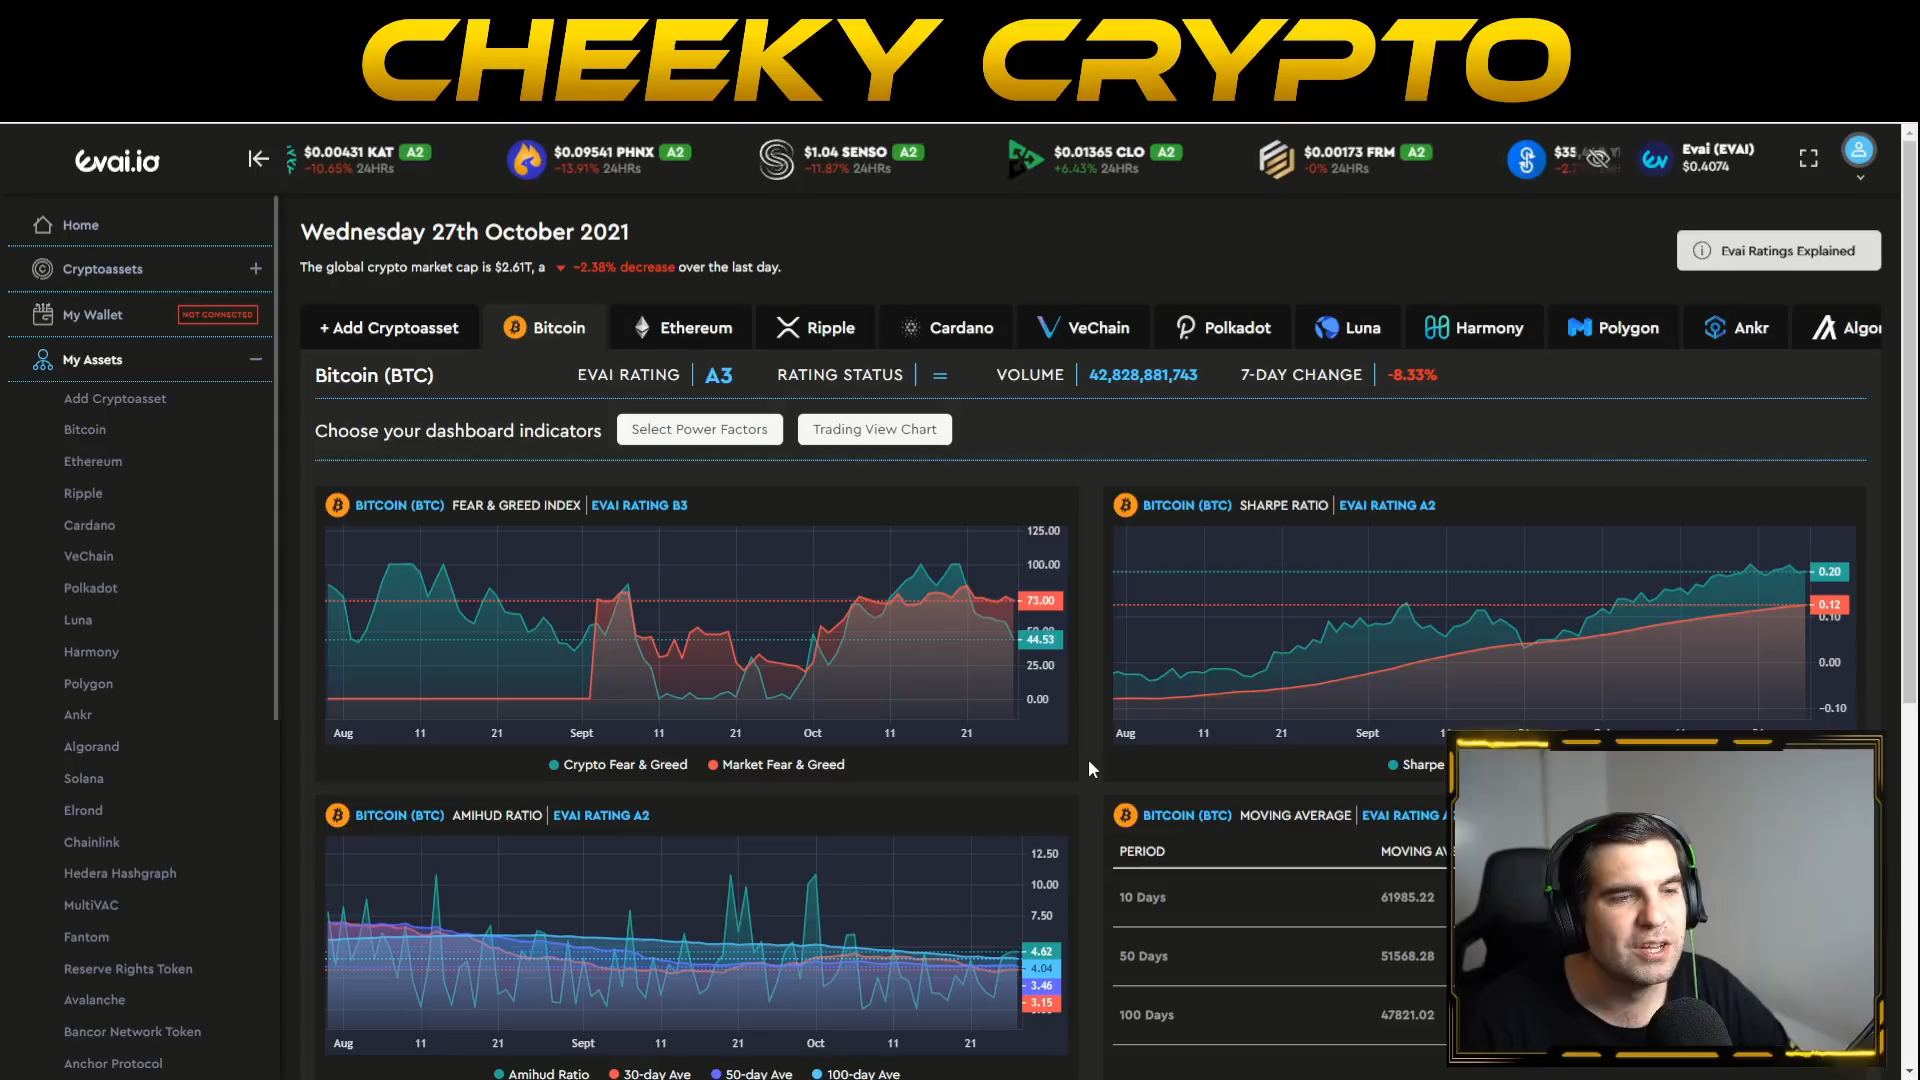 CHEEKY CRYPTO
Evai.io
$0.00431 KAT A2
-10.65% 24HRs
$0.09541 PHNX A2
-13.91% 24HRs
$1.04 SENSO A2
-11.87% 24HRs
$0.01365 CLO A2
+6.43% 24HRs
$0.00173 FRM A2
-0% 24HRs
Evai (EVAI)
$0.4074
Home
Cryptoassets
My Wallet NOT CONNECTED
My Assets
Add Cryptoasset
Bitcoin
Ethereum
Ripple
Cardano
VeChain
Polkadot
Luna
Harmony
Polygon
Ankr
Algorand
Solana
Elrond
Chainlink
Hedera Hashgraph
MultiVAC
Fantom
Reserve Rights Token
Avalanche
Bancor Network Token
Anchor Protocol
Wednesday 27th October 2021
The global crypto market cap is $2.61T, a ▼ -2.38% decrease over the last day.
Evai Ratings Explained
+ Add Cryptoasset Bitcoin Ethereum Ripple Cardano VeChain Polkadot Luna Harmony Polygon Ankr Algor
Bitcoin (BTC) EVAI RATING A3 RATING STATUS = VOLUME 42,828,881,743 7-DAY CHANGE -8.33%
Choose your dashboard indicators Select Power Factors Trading View Chart
BITCOIN (BTC) FEAR & GREED INDEX | EVAI RATING B3
125.00
100.00
73.00
44.53
25.00
0.00
Aug 11 21 Sept 11 21 Oct 11 21
Crypto Fear & Greed Market Fear & Greed
BITCOIN (BTC) SHARPE RATIO | EVAI RATING A2
0.20
0.12
0.10
0.00
-0.10
Aug 11 21 Sept
Sharpe
BITCOIN (BTC) AMIHUD RATIO | EVAI RATING A2
12.50
10.00
7.50
4.62
4.04
3.46
3.15
Aug 11 21 Sept 11 21 Oct 11 21
Amihud Ratio 30-day Ave 50-day Ave 100-day Ave
BITCOIN (BTC) MOVING AVERAGE | EVAI RATING
PERIOD MOVING AV
10 Days 61985.22
50 Days 51568.28
100 Days 47821.02